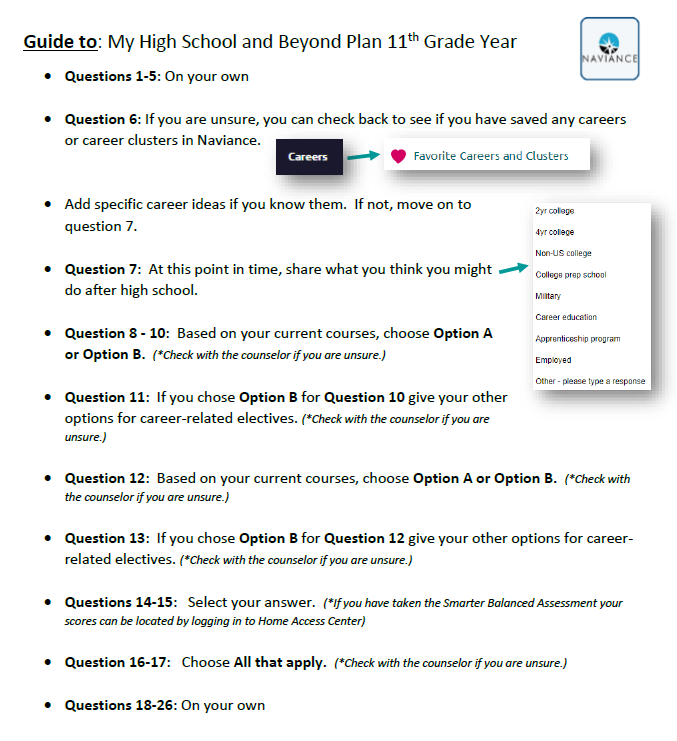 Guide to: My High School and Beyond Plan 11th Grade Year
NAVIANCE
• Questions 1-5: On your own
• Question 6: If you are unsure, you can check back to see if you have saved any careers
or career clusters in Naviance.
Careers
Favorite Careers and Clusters
• Add specific career ideas if you know them. If not, move on to
question 7.
• Question 7: At this point in time, share what you think you might
do after high school.
2yr college
4yr college
Non-US college
College prep school
Military
Career education
Apprenticeship program
Employed
Other - please type a response
• Question 8 - 10: Based on your current courses, choose Option A
or Option B. (*Check with the counselor if you are unsure.)
• Question 11: If you chose Option B for Question 10 give your other
options for career-related electives. (*Check with the counselor if you are
unsure.)
• Question 12: Based on your current courses, choose Option A or Option B. (*Check with
the counselor if you are unsure.)
• Question 13: If you chose Option B for Question 12 give your other options for career-
related electives. (*Check with the counselor if you are unsure.)
• Questions 14-15: Select your answer. (*If you have taken the Smarter Balanced Assessment your
scores can be located by logging in to Home Access Center)
• Question 16-17: Choose All that apply. (*Check with the counselor if you are unsure.)
• Questions 18-26: On your own